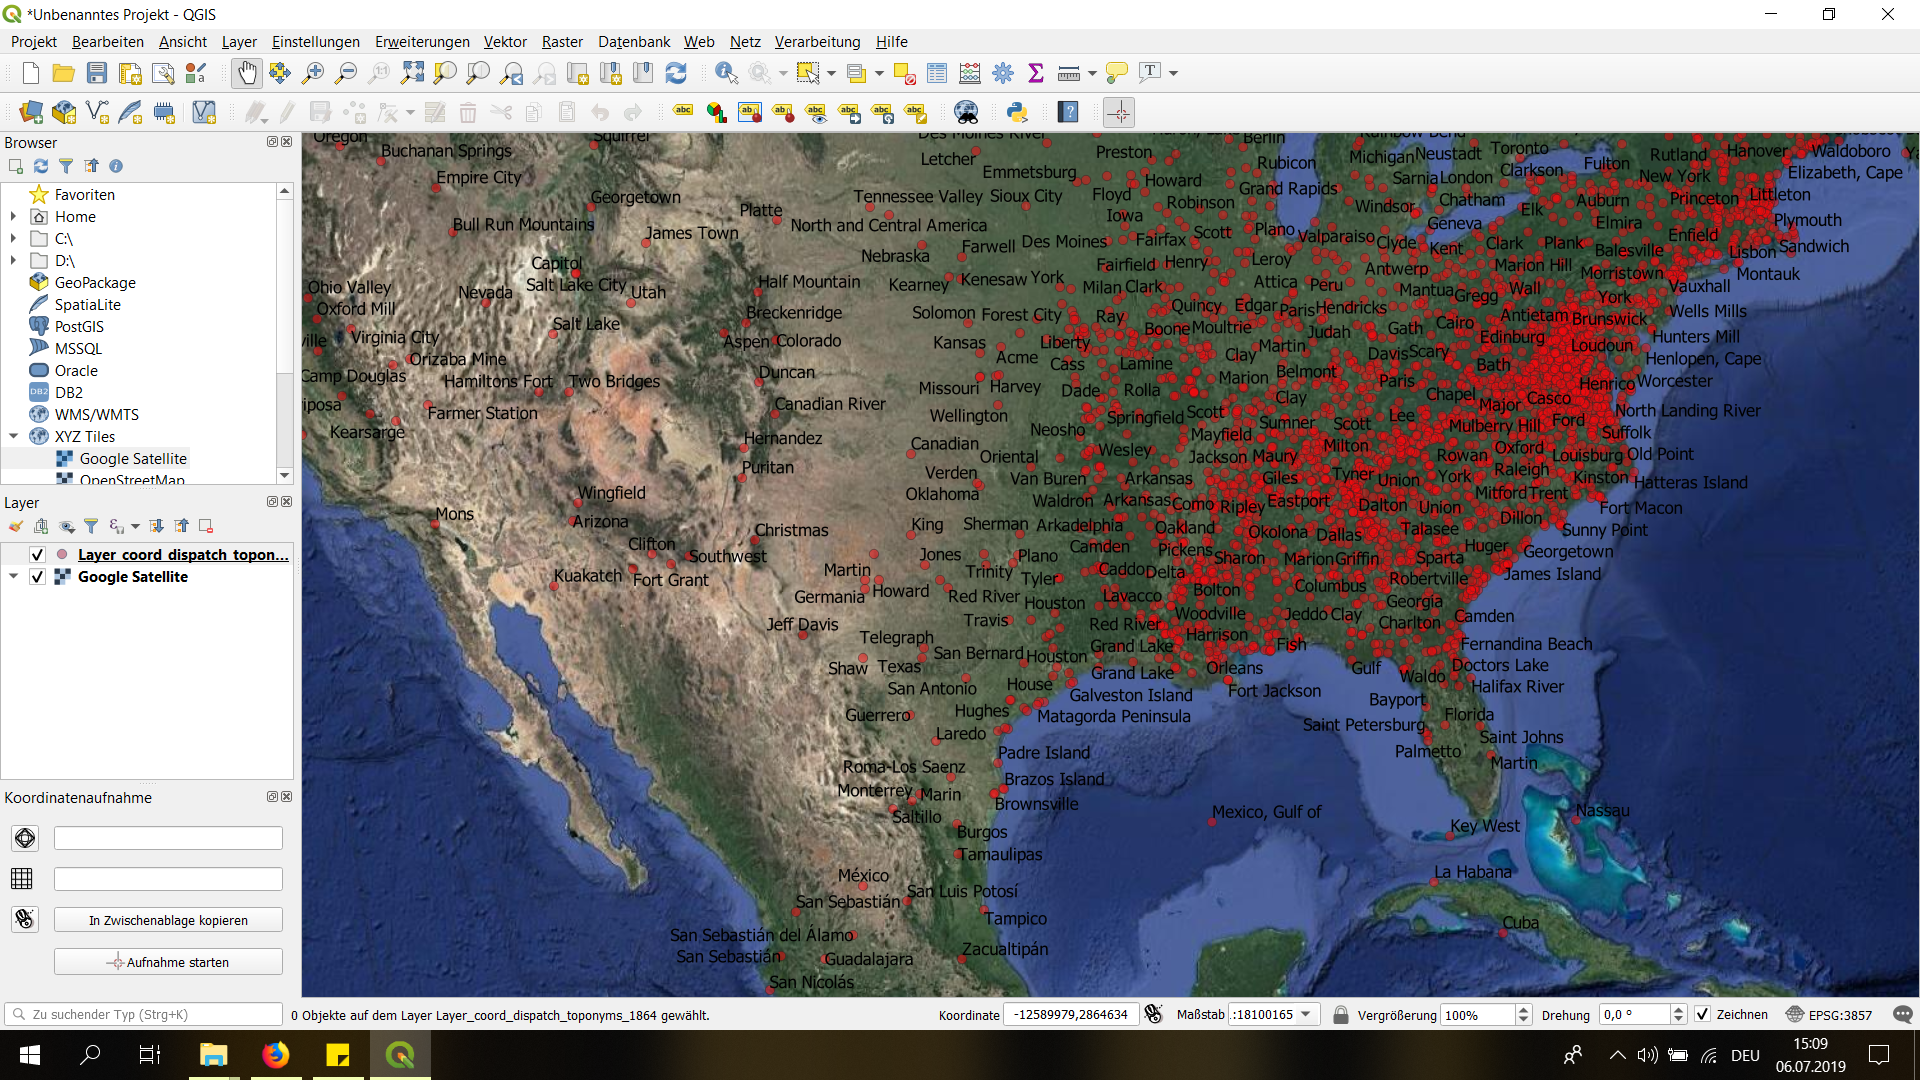 *Unbenanntes Projekt - QGIS
Projekt Bearbeiten Ansicht Layer Einstellungen Erweiterungen Vektor Raster Datenbank Web Netz Verarbeitung Hilfe
Browser
Favoriten
Home
C:\
D:\
GeoPackage
SpatiaLite
PostGIS
MSSQL
Oracle
DB2
WMS/WMTS
XYZ Tiles
Google Satellite
OpenStreetMap
Layer
Layer_coord_dispatch_topon...
Google Satellite
Koordinatenaufnahme
In Zwischenablage kopieren
Aufnahme starten
Oregon Squirrel Des Moines River Berlin Rainbow Bend
Buchanan Springs Letcher Preston Rubicon Michigan Neustadt Toronto Fulton Rutland Hanover Waldoboro
Empire City Emmetsburg Howard Grand Rapids Sarnia London Clarkson New York Elizabeth, Cape
Georgetown Tennessee Valley Sioux City Floyd Robinson Windsor Chatham Elk Auburn Princeton Littleton
Bull Run Mountains Platte North and Central America Iowa Geneva Elmira Plymouth
James Town Nebraska Farwell Des Moines Fairfax Scott Plano Valparaiso Clyde Kent Clark Plank Balesville Enfield Sandwich
Capitol Half Mountain Fairfield Henry Leroy Antwerp Marion Hill Lisbon
Ohio Valley Nevada Salt Lake City Utah Kearney Kenesaw York Milan Clark Attica Peru Mantua Gregg Wall Morristown Montauk
Oxford Mill Salt Lake Breckenridge Solomon Forest City Ray Quincy Edgar Paris Hendricks Antietam York Vauxhall
Virginia City Aspen Colorado Kansas Liberty Boone Moultrie Judah Gath Cairo Edinburg Brunswick Wells Mills
Orizaba Mine Duncan Acme Cass Lamine Clay Martin Davis Scary Loudoun Hunters Mill
Camp Douglas Hamiltons Fort Two Bridges Missouri Harvey Dade Rolla Marion Belmont Paris Bath Henrico Worcester Henlopen, Cape
Farmer Station Canadian River Wellington Springfield Scott Clay Lee Chapel Major Casco Ford North Landing River
Kearsarge Hernandez Canadian Neosho Mayfield Sumner Scott Milton Mulberry Hill Oxford Suffolk
Puritan Verden Oriental Wesley Jackson Maury Tyner Rowan Raleigh Louisburg Old Point
Wingfield Oklahoma Van Buren Arkansas Giles Union York Mitford Trent Kinston Hatteras Island
Mons Arizona Christmas King Sherman Waldron Arkansas Como Ripley Eastport Dalton Union Dillon Fort Macon
Clifton Southwest Jones Plano Arkadelphia Oakland Okolona Dallas Talasee Huger Sunny Point
Kuakatch Fort Grant Martin Trinity Tyler Camden Pickens Sharon Marion Griffin Sparta Georgetown
Germania Howard Red River Houston Caddo Delta Bolton Columbus Robertville James Island
Jeff Davis Travis Lavacco Woodville Jeddo Clay Georgia Camden
Telegraph San Bernard Red River Harrison Fish Charlton Fernandina Beach
Shaw Texas Houston Grand Lake Orleans Gulf Waldo Doctors Lake
San Antonio House Grand Lake Fort Jackson Bayport Halifax River
Guerrero Hughes Galveston Island Saint Petersburg Florida
Laredo Matagorda Peninsula Palmetto Saint Johns
Roma-Los Saenz Padre Island Martin
Monterrey Marin Brazos Island
Saltillo Brownsville Mexico, Gulf of Key West Nassau
Burgos
Tamaulipas
México San Luis Potosí La Habana
San Sebastián Tampico Cuba
San Sebastián del Álamo Zacualtipán
San Sebastián Guadalajara
San Nicolás
Zu suchender Typ (Strg+K) 0 Objekte auf dem Layer Layer_coord_dispatch_toponyms_1864 gewählt. Koordinate -12589979,2864634 Maßstab :18100165 Vergrößerung 100% Drehung 0,0 ° Zeichnen EPSG:3857
DEU 15:09
06.07.2019